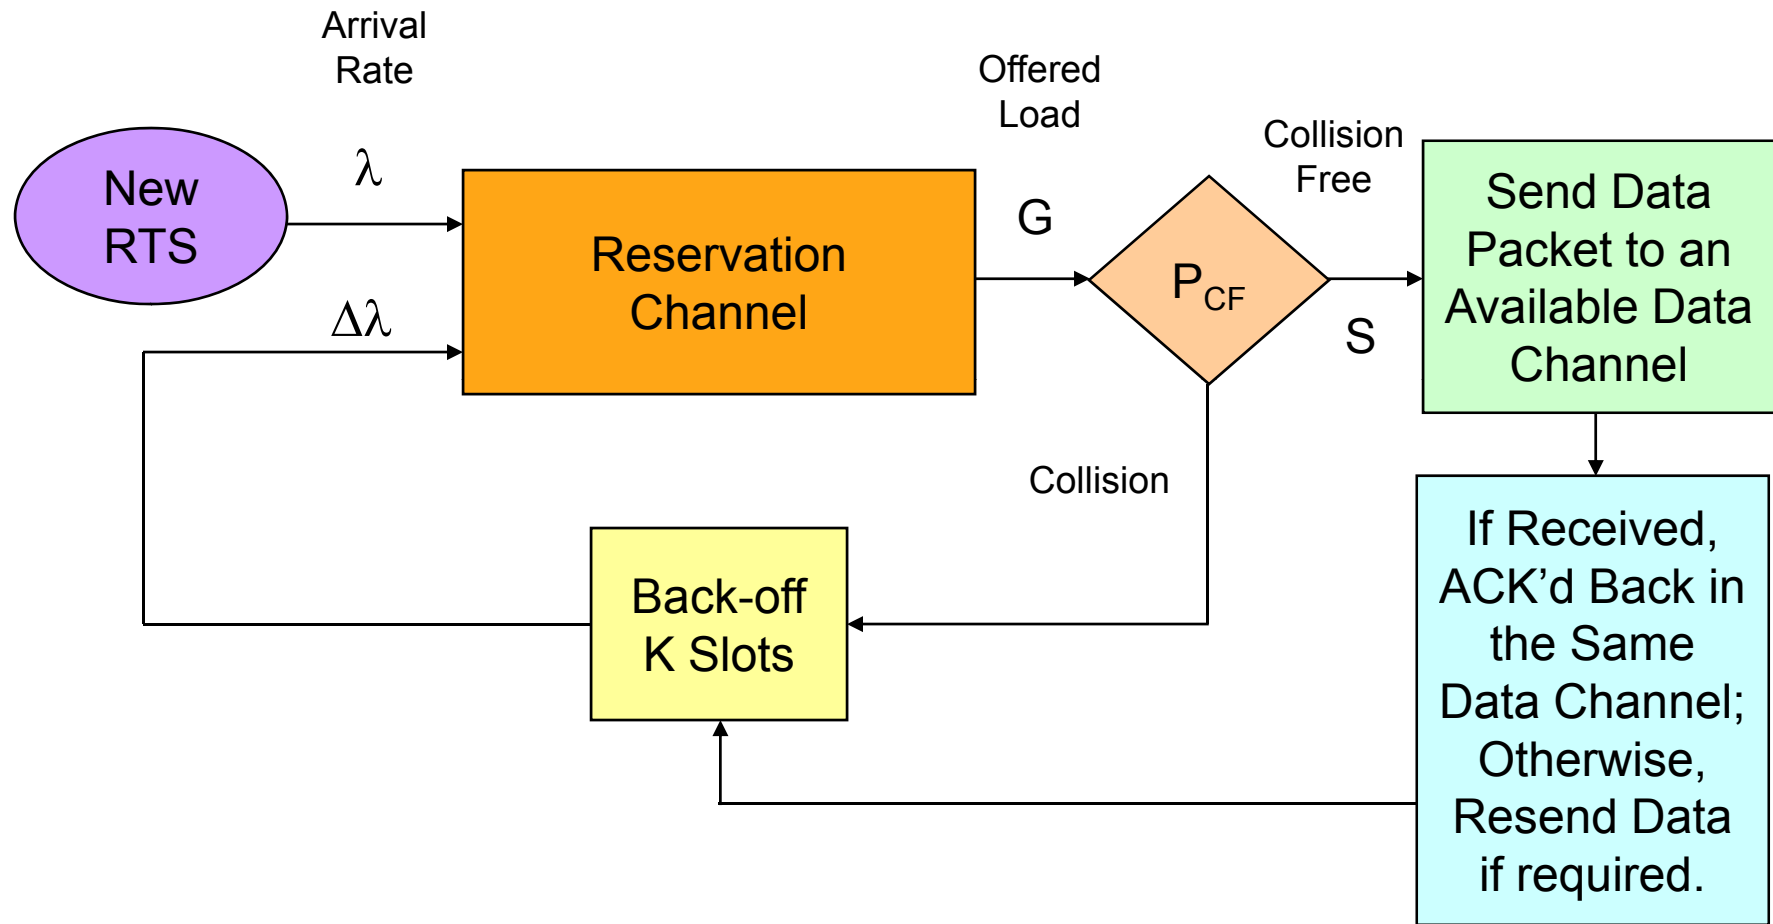 Arrival
Rate
Offered
Load
Collision
Free
New
RTS
λ
Δλ
Reservation
Channel
G
P_CF
S
Send Data
Packet to an
Available Data
Channel
Collision
Back-off
K Slots
If Received,
ACK’d Back in
the Same
Data Channel;
Otherwise,
Resend Data
if required.